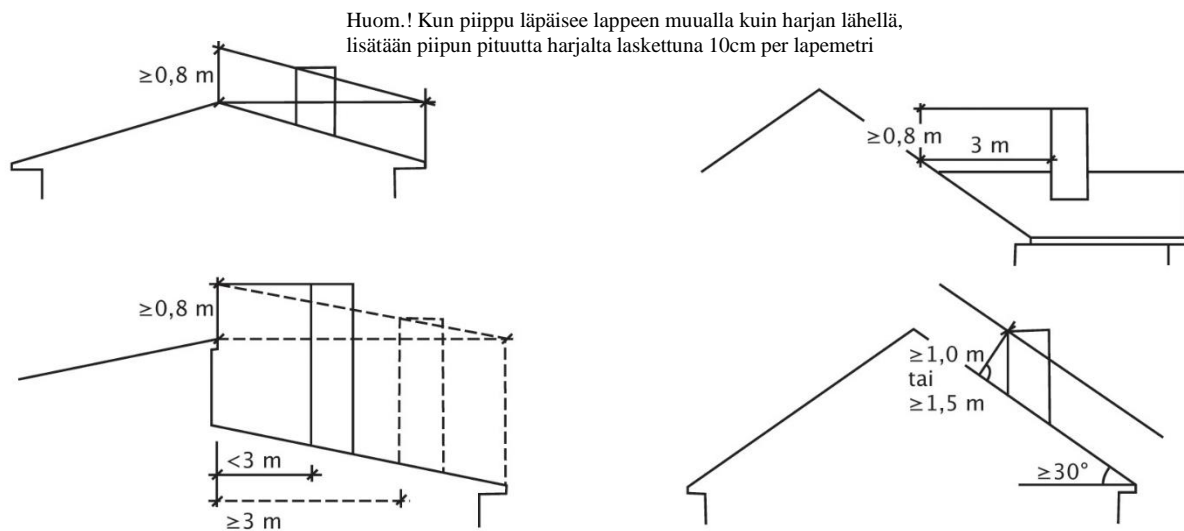 Huom.! Kun piippu läpäisee lappeen muualla kuin harjan lähellä,
lisätään piipun pituutta harjalta laskettuna 10cm per lapemetri
≥0,8 m
≥0,8 m
3 m
≥0,8 m
<3 m
≥3 m
≥1,0 m
tai
≥1,5 m
≥30°